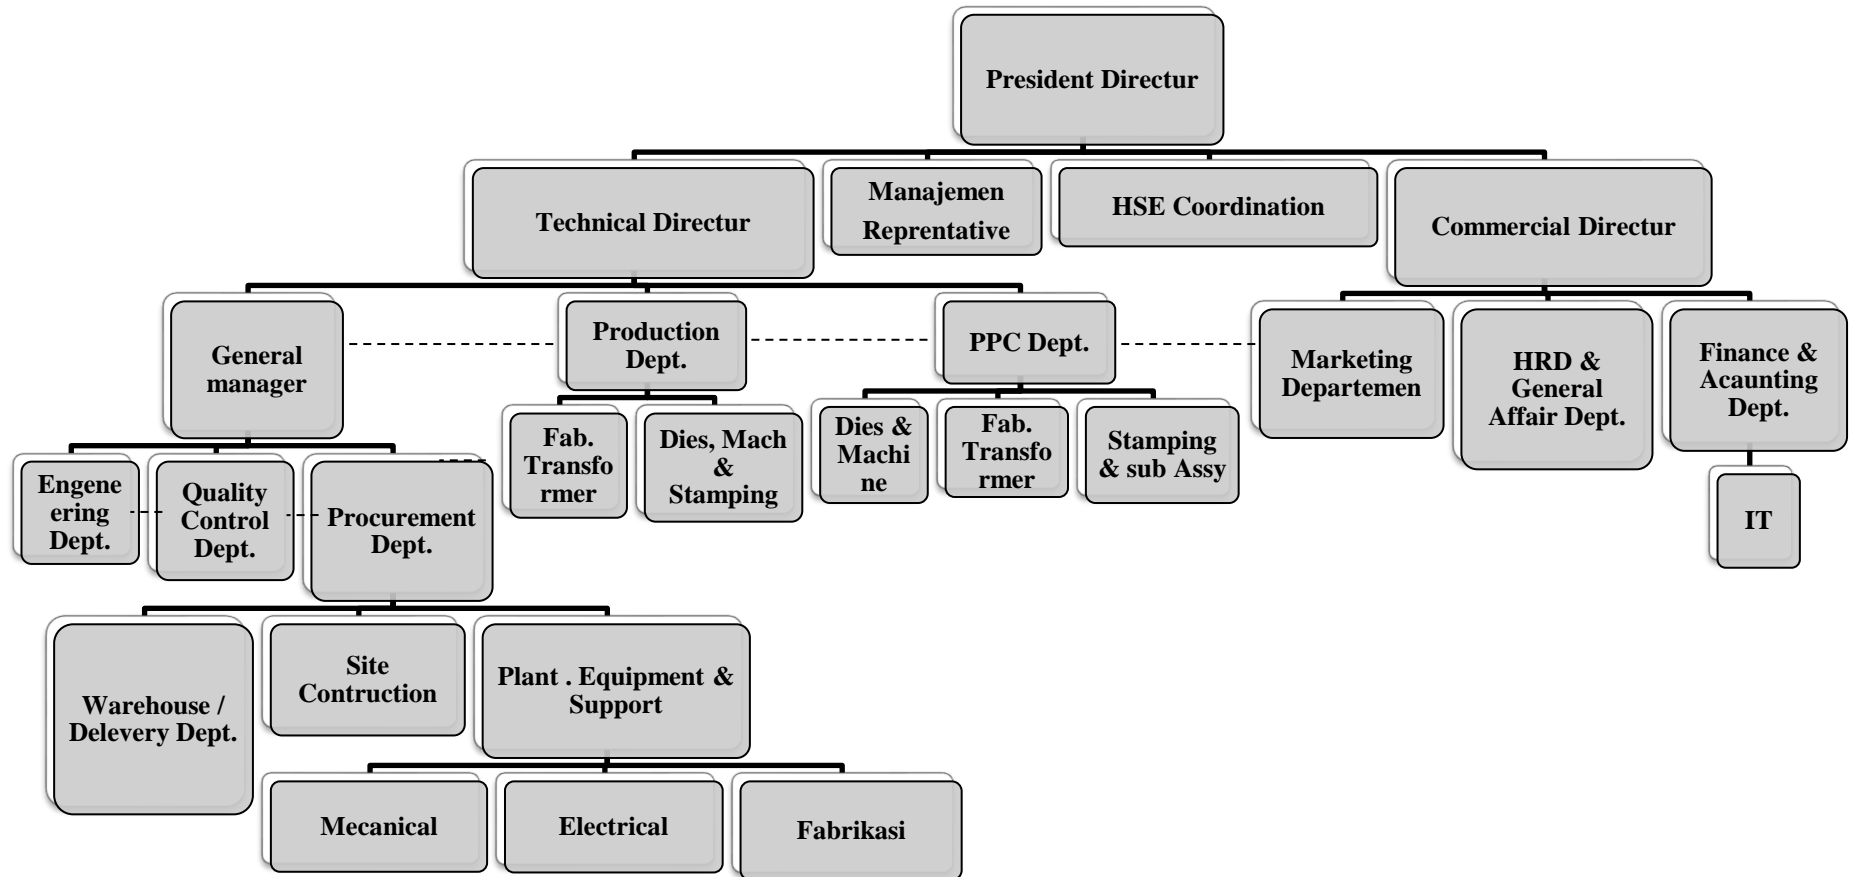 President Directur
Technical Directur
Manajemen
Reprentative
HSE Coordination
Commercial Directur
General
manager
Production
Dept.
PPC Dept.
Marketing
Departemen
HRD &
General
Affair Dept.
Finance &
Acaunting
Dept.
Fab.
Transfo
rmer
Dies, Mach
&
Stamping
Dies &
Machi
ne
Fab.
Transfo
rmer
Stamping
& sub Assy
Engene
ering
Dept.
Quality
Control
Dept.
Procurement
Dept.
IT
Warehouse /
Delevery Dept.
Site
Contruction
Plant . Equipment &
Support
Mecanical
Electrical
Fabrikasi